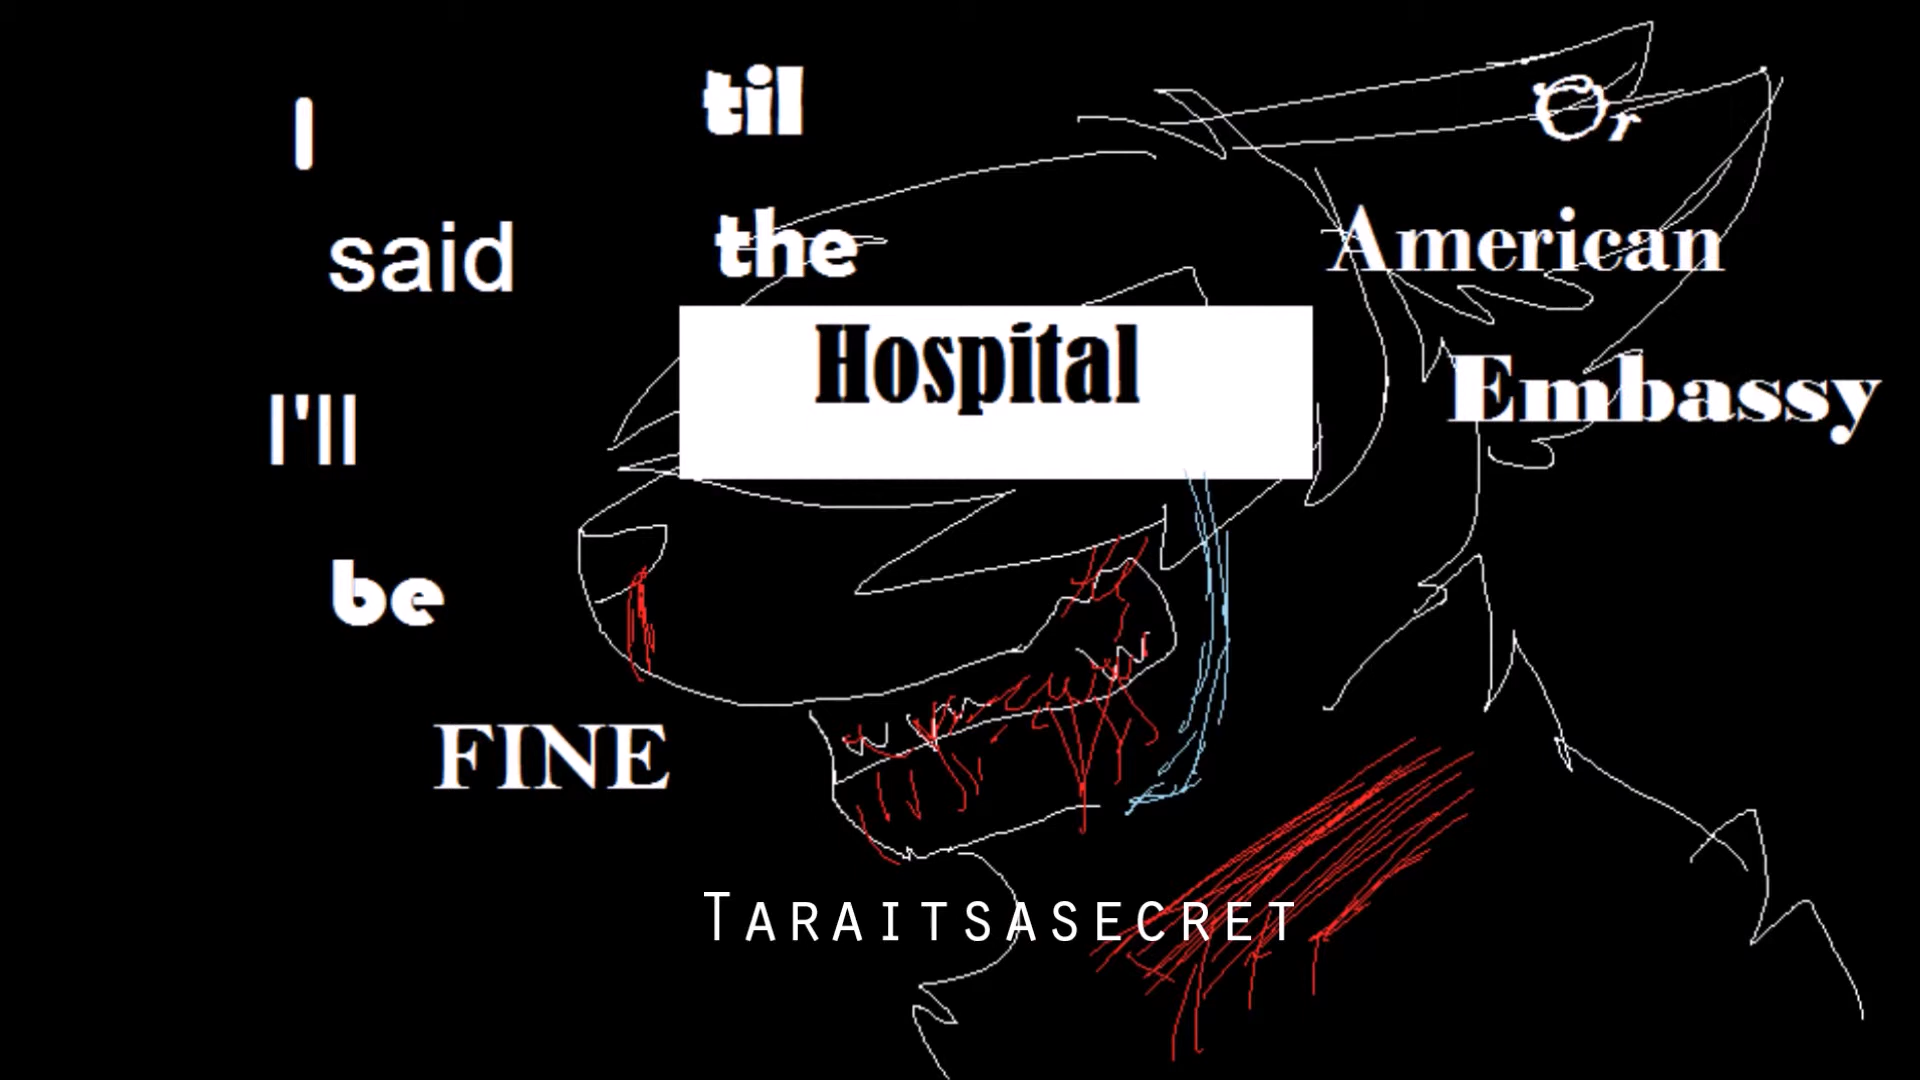 I
said
I'll
be
FINE
til
the
Hospital
Or
American
Embassy
TARAITSASECRET